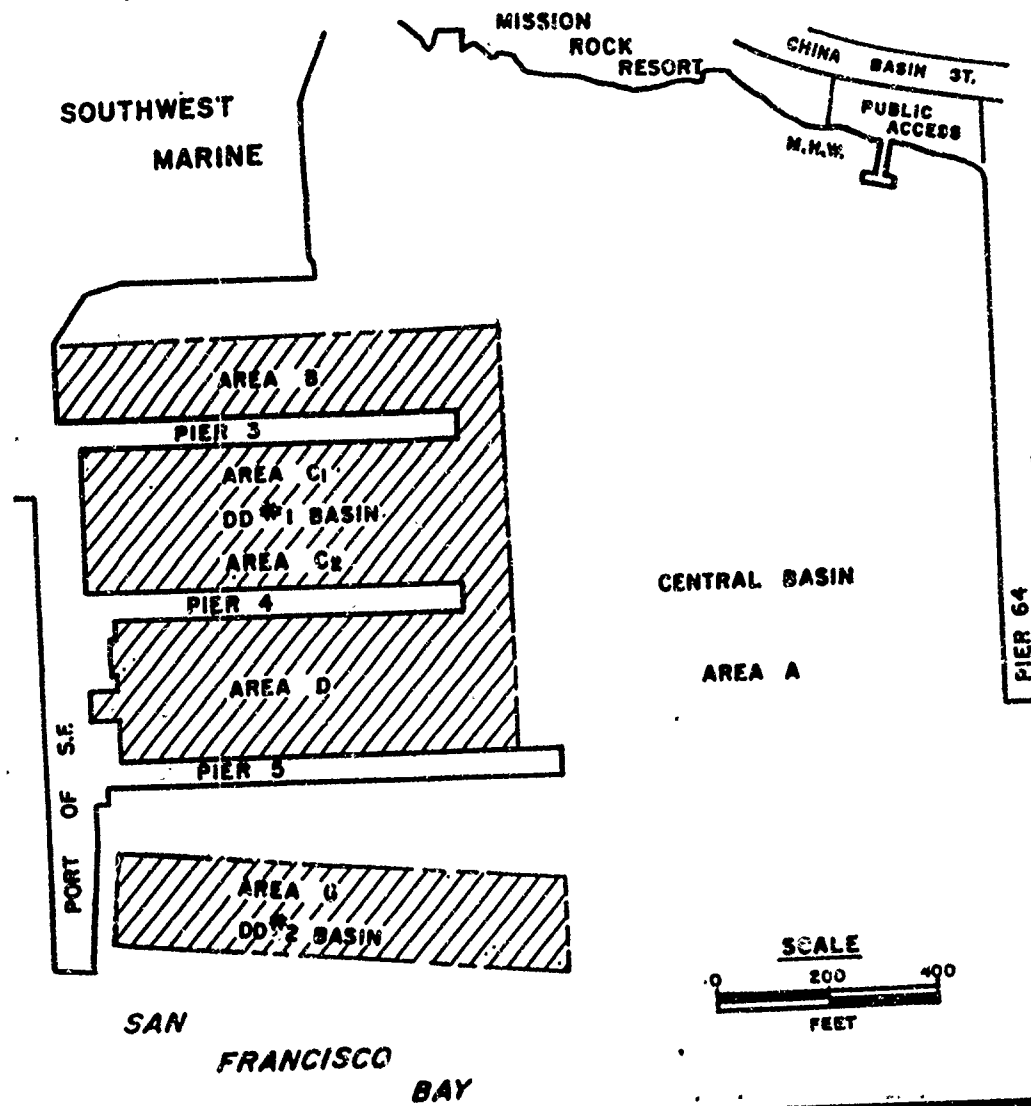 MISSION
ROCK
RESORT
CHINA BASIN ST.
PUBLIC
ACCESS
M.H.W.
SOUTHWEST
MARINE
AREA B
PIER 3
AREA C1
DD #1 BASIN
AREA C2
PIER 4
AREA D
PIER 5
CENTRAL BASIN
AREA A
PIER 64
PORT OF S.F.
AREA G
DD #2 BASIN
SCALE
0 200 400
FEET
SAN
FRANCISCO
BAY